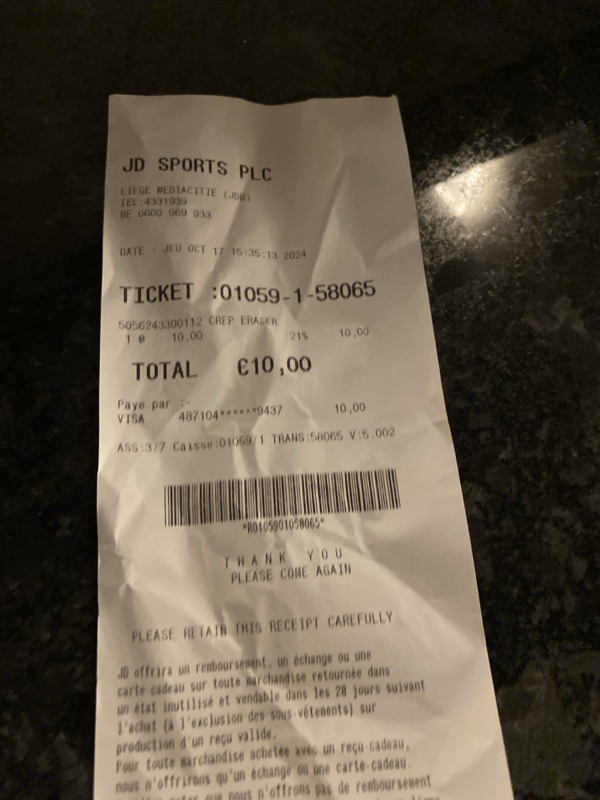 JD SPORTS PLC
LIEGE MEDIACITIE (JDB)
TEL:4331939
BE 0600 969 933
DATE : JEU OCT 17 15:35:13 2024
TICKET :01059-1-58065
5056243300112 CREP ERASER
1 @ 10,00 21% 10,00
TOTAL €10,00
Paye par :-
VISA 487104******9437 10,00
ASS:3/7 Caisse:01059/1 TRANS:58065 V:5.002
*R0105901058065*
THANK YOU
PLEASE COME AGAIN
PLEASE RETAIN THIS RECEIPT CAREFULLY
JD offrira un remboursement, un échange ou une
carte cadeau sur toute marchandise retournée dans
un état inutilisé et vendable dans les 28 jours suivant
l'achat (à l'exclusion des sous-vêtements) sur
production d'un reçu valide.
Pour toute marchandise achetée avec un reçu-cadeau,
nous n'offrirons qu'un échange ou une carte-cadeau.
que nous n'offrons pas de remboursement